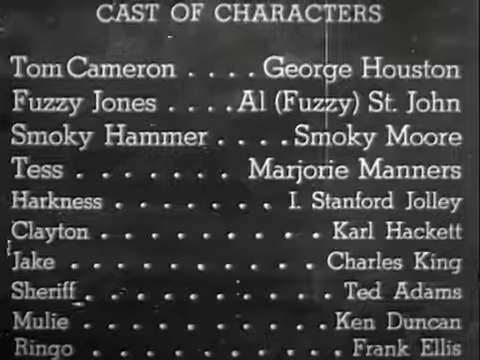 CAST OF CHARACTERS
Tom Cameron . . . . George Houston
Fuzzy Jones . . . . Al (Fuzzy) St. John
Smoky Hammer . . . . Smoky Moore
Tess . . . . . . . Marjorie Manners
Harkness . . . . . . . I. Stanford Jolley
Clayton . . . . . . . . . Karl Hackett
Jake . . . . . . . . . . Charles King
Sheriff . . . . . . . . . . Ted Adams
Mulie . . . . . . . . . . Ken Duncan
Ringo . . . . . . . . . . Frank Ellis